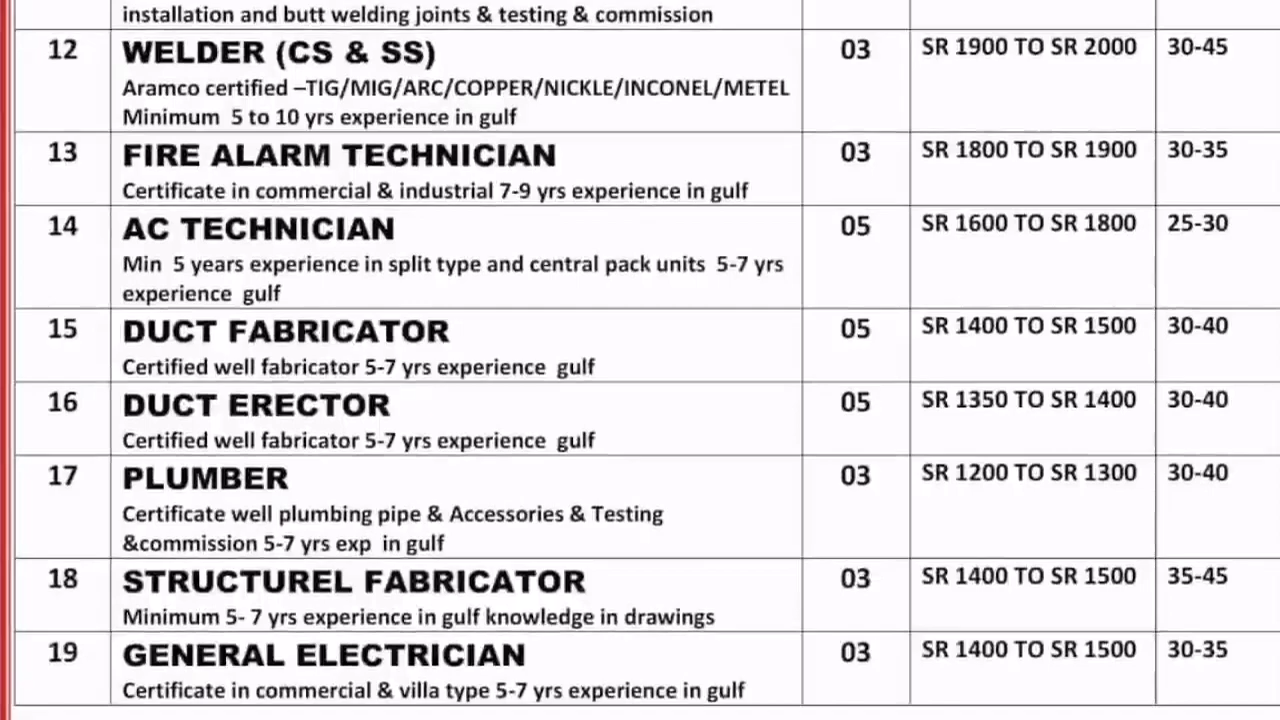 installation and butt welding joints & testing & commission
12 WELDER (CS & SS) 03 SR 1900 TO SR 2000 30-45
Aramco certified –TIG/MIG/ARC/COPPER/NICKLE/INCONEL/METEL
Minimum 5 to 10 yrs experience in gulf
13 FIRE ALARM TECHNICIAN 03 SR 1800 TO SR 1900 30-35
Certificate in commercial & industrial 7-9 yrs experience in gulf
14 AC TECHNICIAN 05 SR 1600 TO SR 1800 25-30
Min 5 years experience in split type and central pack units 5-7 yrs
experience gulf
15 DUCT FABRICATOR 05 SR 1400 TO SR 1500 30-40
Certified well fabricator 5-7 yrs experience gulf
16 DUCT ERECTOR 05 SR 1350 TO SR 1400 30-40
Certified well fabricator 5-7 yrs experience gulf
17 PLUMBER 03 SR 1200 TO SR 1300 30-40
Certificate well plumbing pipe & Accessories & Testing
&commission 5-7 yrs exp in gulf
18 STRUCTUREL FABRICATOR 03 SR 1400 TO SR 1500 35-45
Minimum 5- 7 yrs experience in gulf knowledge in drawings
19 GENERAL ELECTRICIAN 03 SR 1400 TO SR 1500 30-35
Certificate in commercial & villa type 5-7 yrs experience in gulf